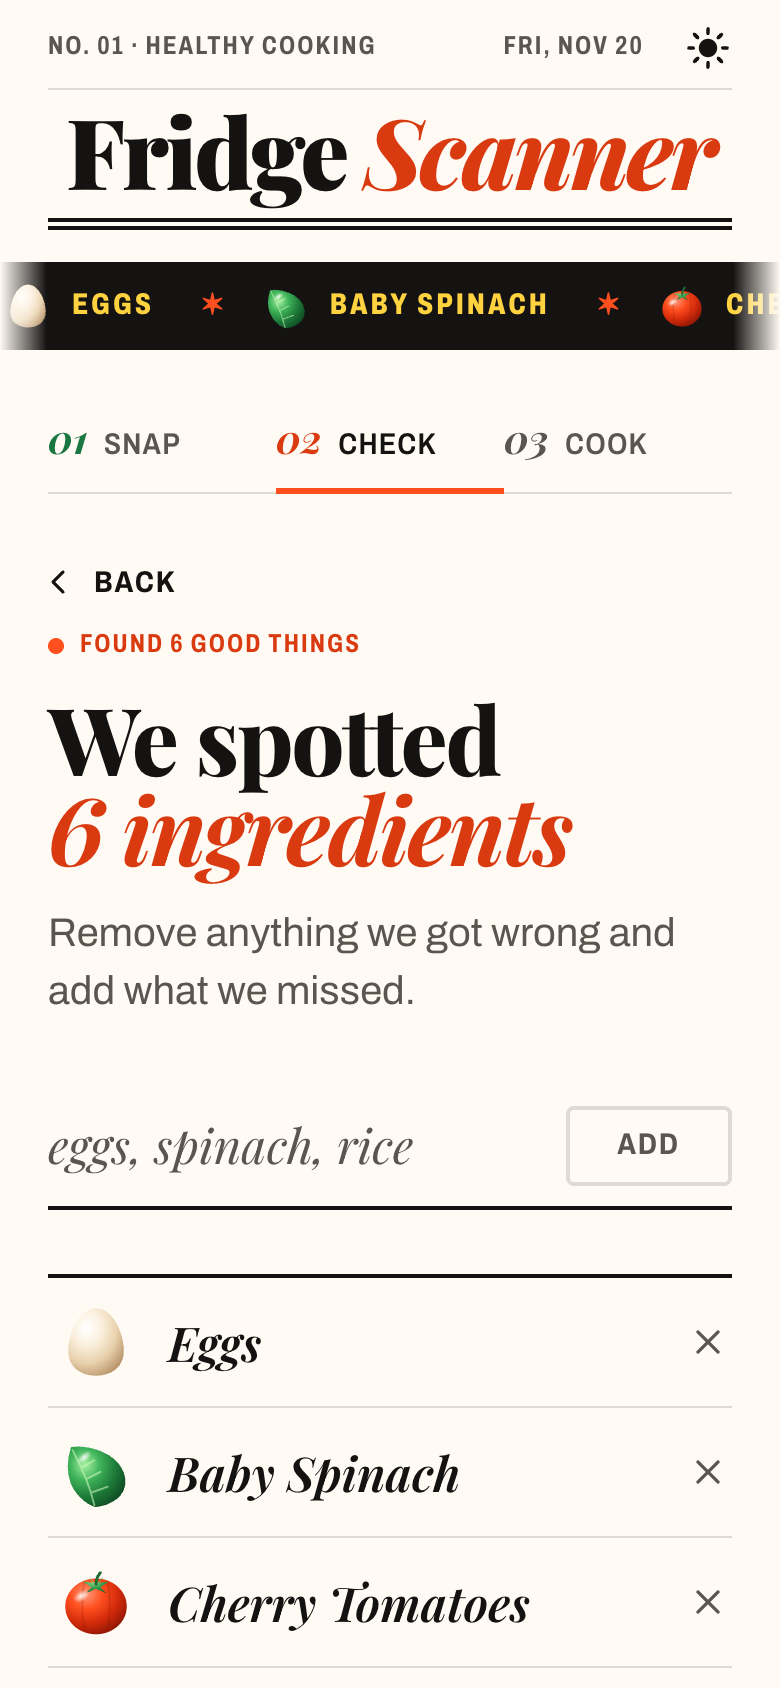 NO. 01 · HEALTHY COOKING FRI, NOV 20
Fridge Scanner
EGGS ✶ BABY SPINACH ✶ CHE
01 SNAP 02 CHECK 03 COOK
BACK
FOUND 6 GOOD THINGS
We spotted
6 ingredients
Remove anything we got wrong and
add what we missed.
eggs, spinach, rice ADD
Eggs
Baby Spinach
Cherry Tomatoes